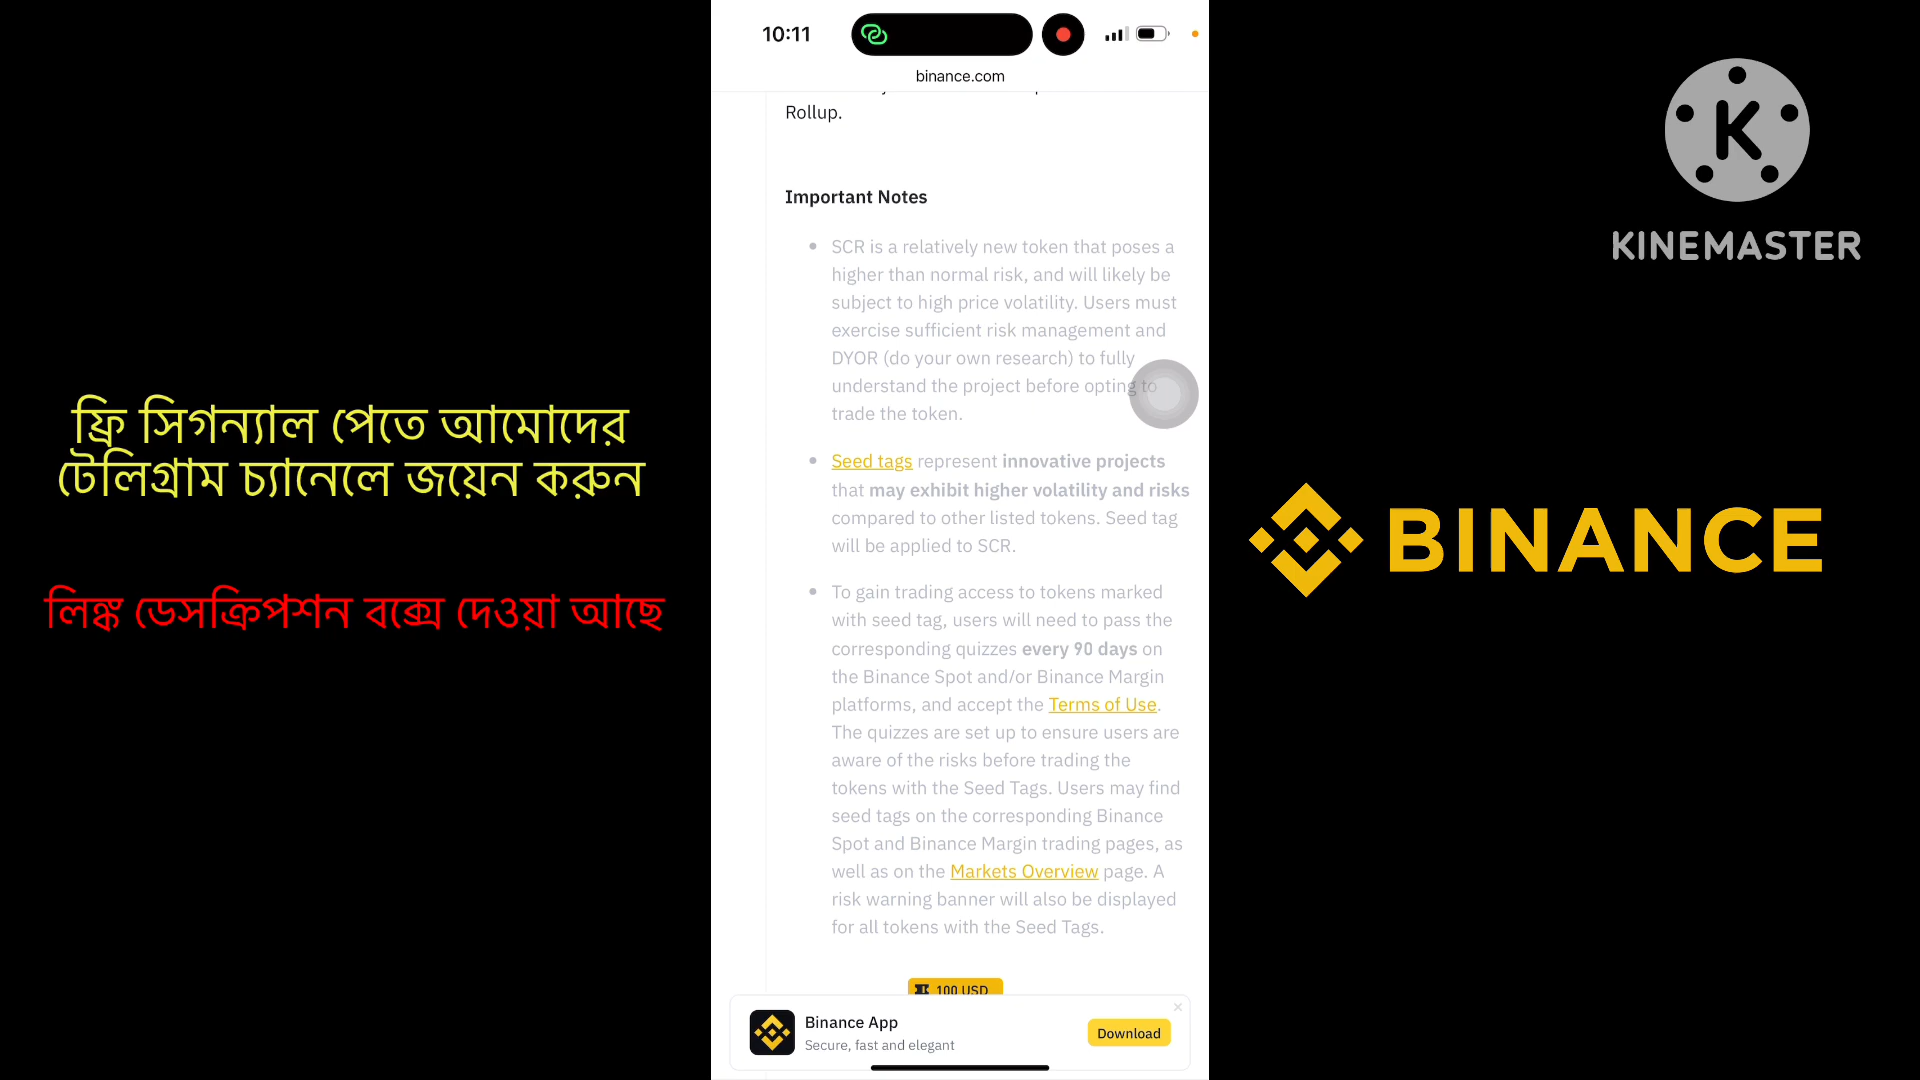 ফ্রি সিগন্যাল পেতে আমোদের
টেলিগ্রাম চ্যানেলে জয়েন করুন
লিঙ্ক ডেসক্রিপশন বক্সে দেওয়া আছে
10:11
binance.com
Rollup.
Important Notes
• SCR is a relatively new token that poses a
higher than normal risk, and will likely be
subject to high price volatility. Users must
exercise sufficient risk management and
DYOR (do your own research) to fully
understand the project before opting to
trade the token.
• Seed tags represent innovative projects
that may exhibit higher volatility and risks
compared to other listed tokens. Seed tag
will be applied to SCR.
• To gain trading access to tokens marked
with seed tag, users will need to pass the
corresponding quizzes every 90 days on
the Binance Spot and/or Binance Margin
platforms, and accept the Terms of Use.
The quizzes are set up to ensure users are
aware of the risks before trading the
tokens with the Seed Tags. Users may find
seed tags on the corresponding Binance
Spot and Binance Margin trading pages, as
well as on the Markets Overview page. A
risk warning banner will also be displayed
for all tokens with the Seed Tags.
100 USD
Binance App
Secure, fast and elegant
Download
K
KINEMASTER
BINANCE